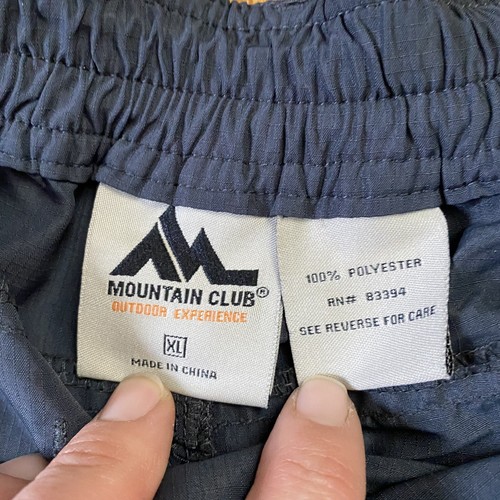 MOUNTAIN CLUB®
OUTDOOR EXPERIENCE
XL
MADE IN CHINA
100% POLYESTER
RN# 83394
SEE REVERSE FOR CARE